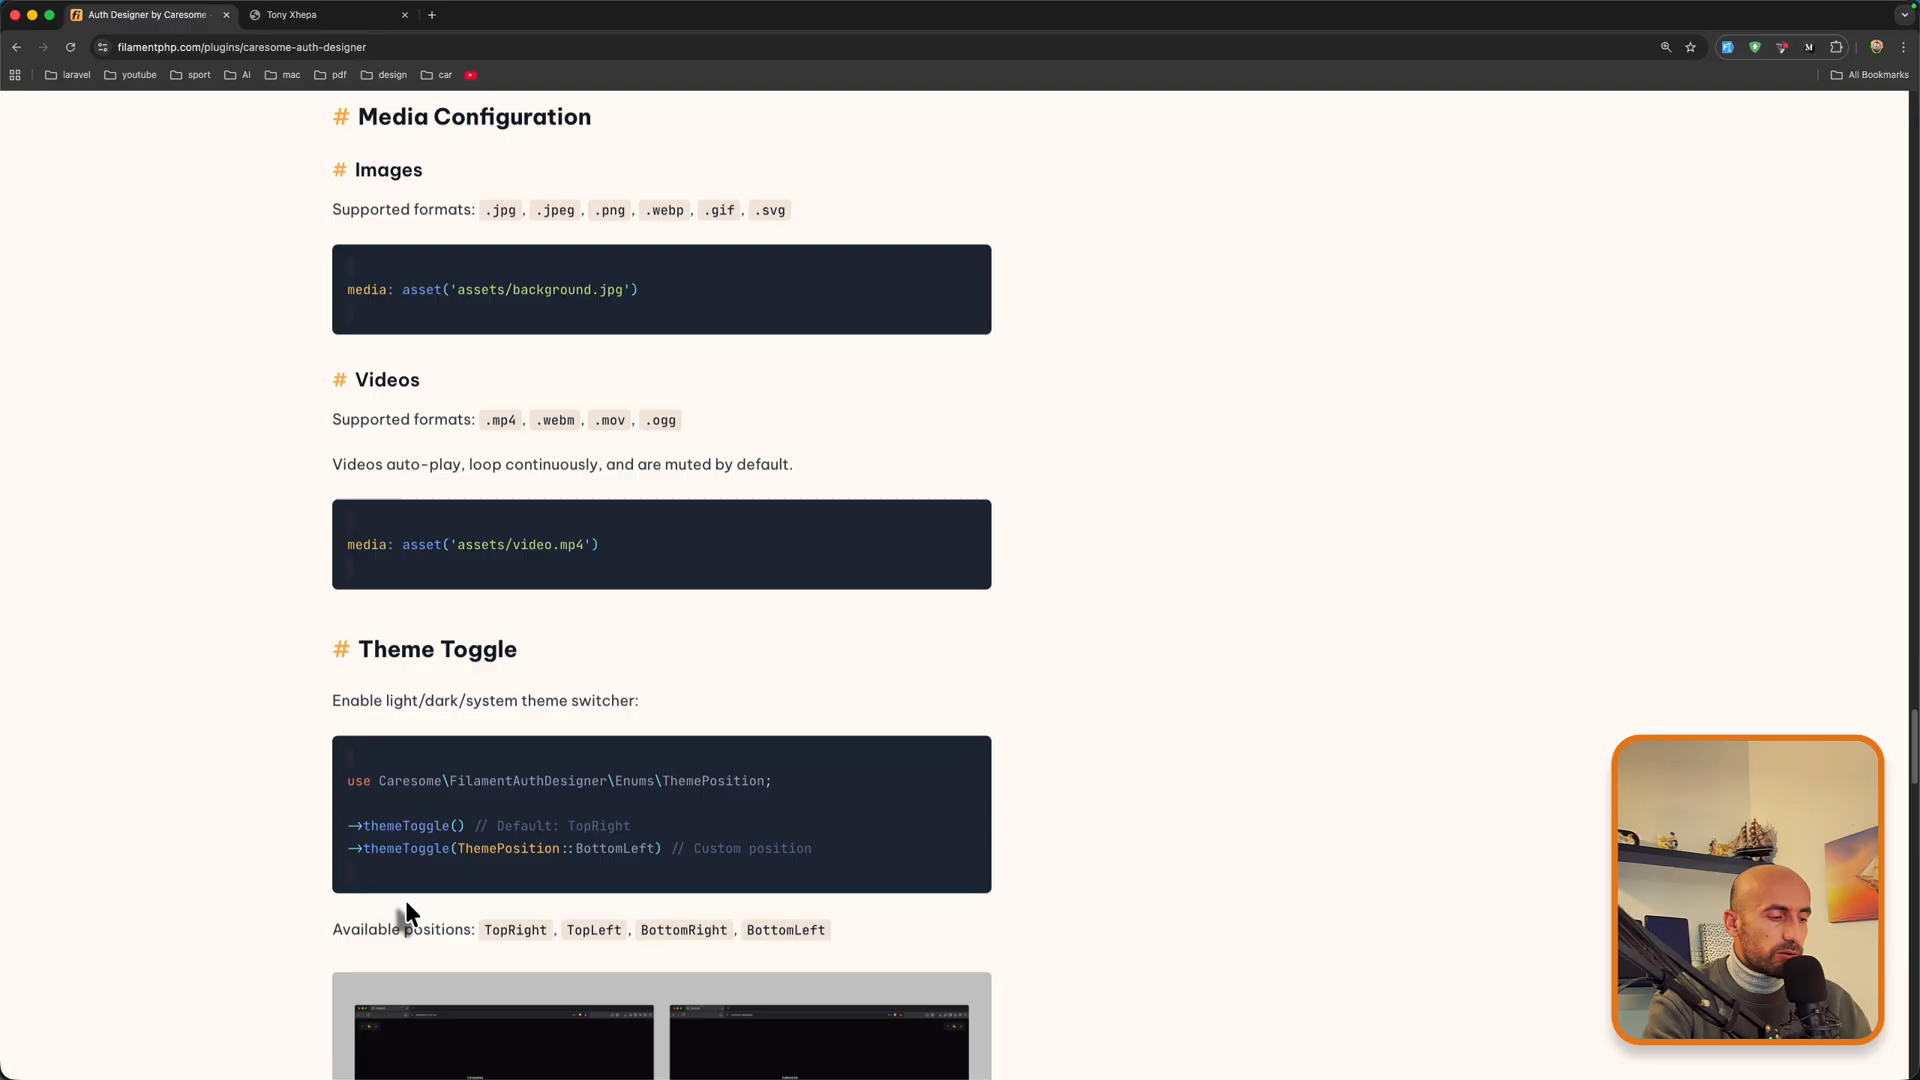 Auth Designer by Caresome
Tony Xhepa
filamentphp.com/plugins/caresome-auth-designer
laravel
youtube
sport
AI
mac
pdf
design
car
All Bookmarks
# Media Configuration
# Images
Supported formats: .jpg, .jpeg, .png, .webp, .gif, .svg
media: asset('assets/background.jpg')
# Videos
Supported formats: .mp4, .webm, .mov, .ogg
Videos auto-play, loop continuously, and are muted by default.
media: asset('assets/video.mp4')
# Theme Toggle
Enable light/dark/system theme switcher:
use Caresome\FilamentAuthDesigner\Enums\ThemePosition;
->themeToggle() // Default: TopRight
->themeToggle(ThemePosition::BottomLeft) // Custom position
Available positions: TopRight, TopLeft, BottomRight, BottomLeft